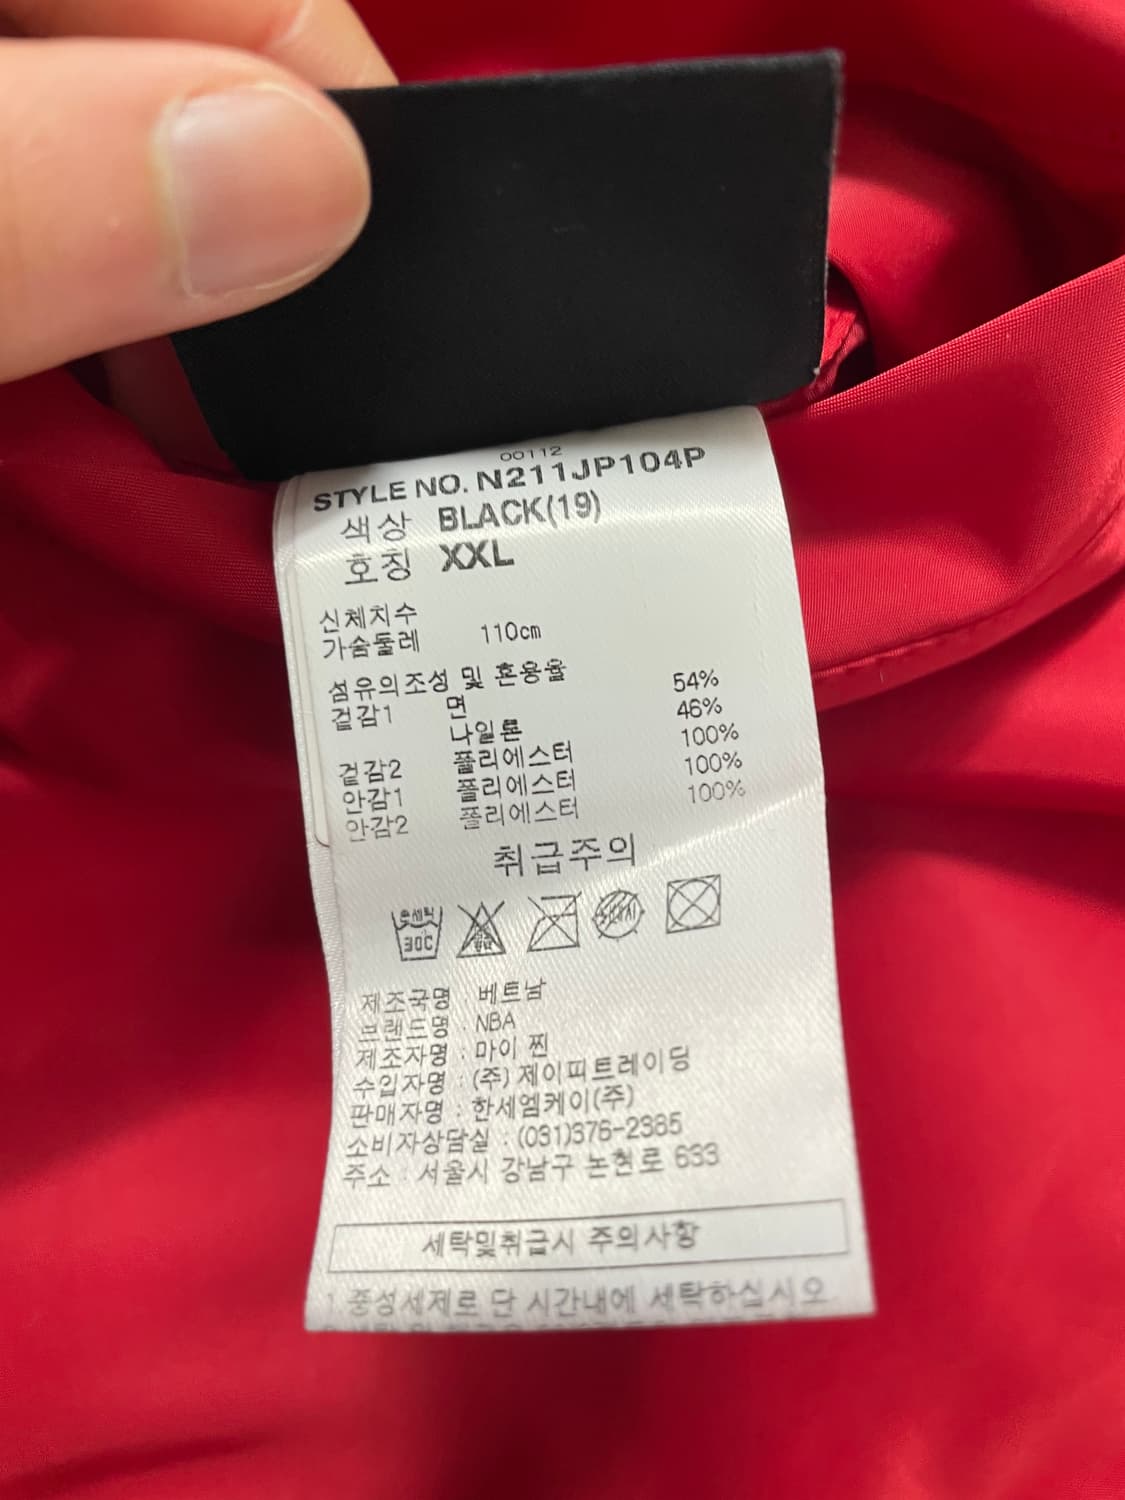 00112
STYLE NO. N211JP104P
색상 BLACK(19)
호칭 XXL
신체치수
가슴둘레 110cm
섬유의조성 및 혼용율
겉감1 면 54%
나일론 46%
겉감2 폴리에스터 100%
안감1 폴리에스터 100%
안감2 폴리에스터 100%
취급주의
손세탁
30C
제조국명 : 베트남
브랜드명 : NBA
제조자명 : 마이 찐
수입자명 : (주) 제이피트레이딩
판매자명 : 한세엠케이(주)
소비자상담실 : (031)376-2385
주소 : 서울시 강남구 논현로 633
세탁및취급시 주의사항
1.중성세제로 단 시간내에 세탁하십시오